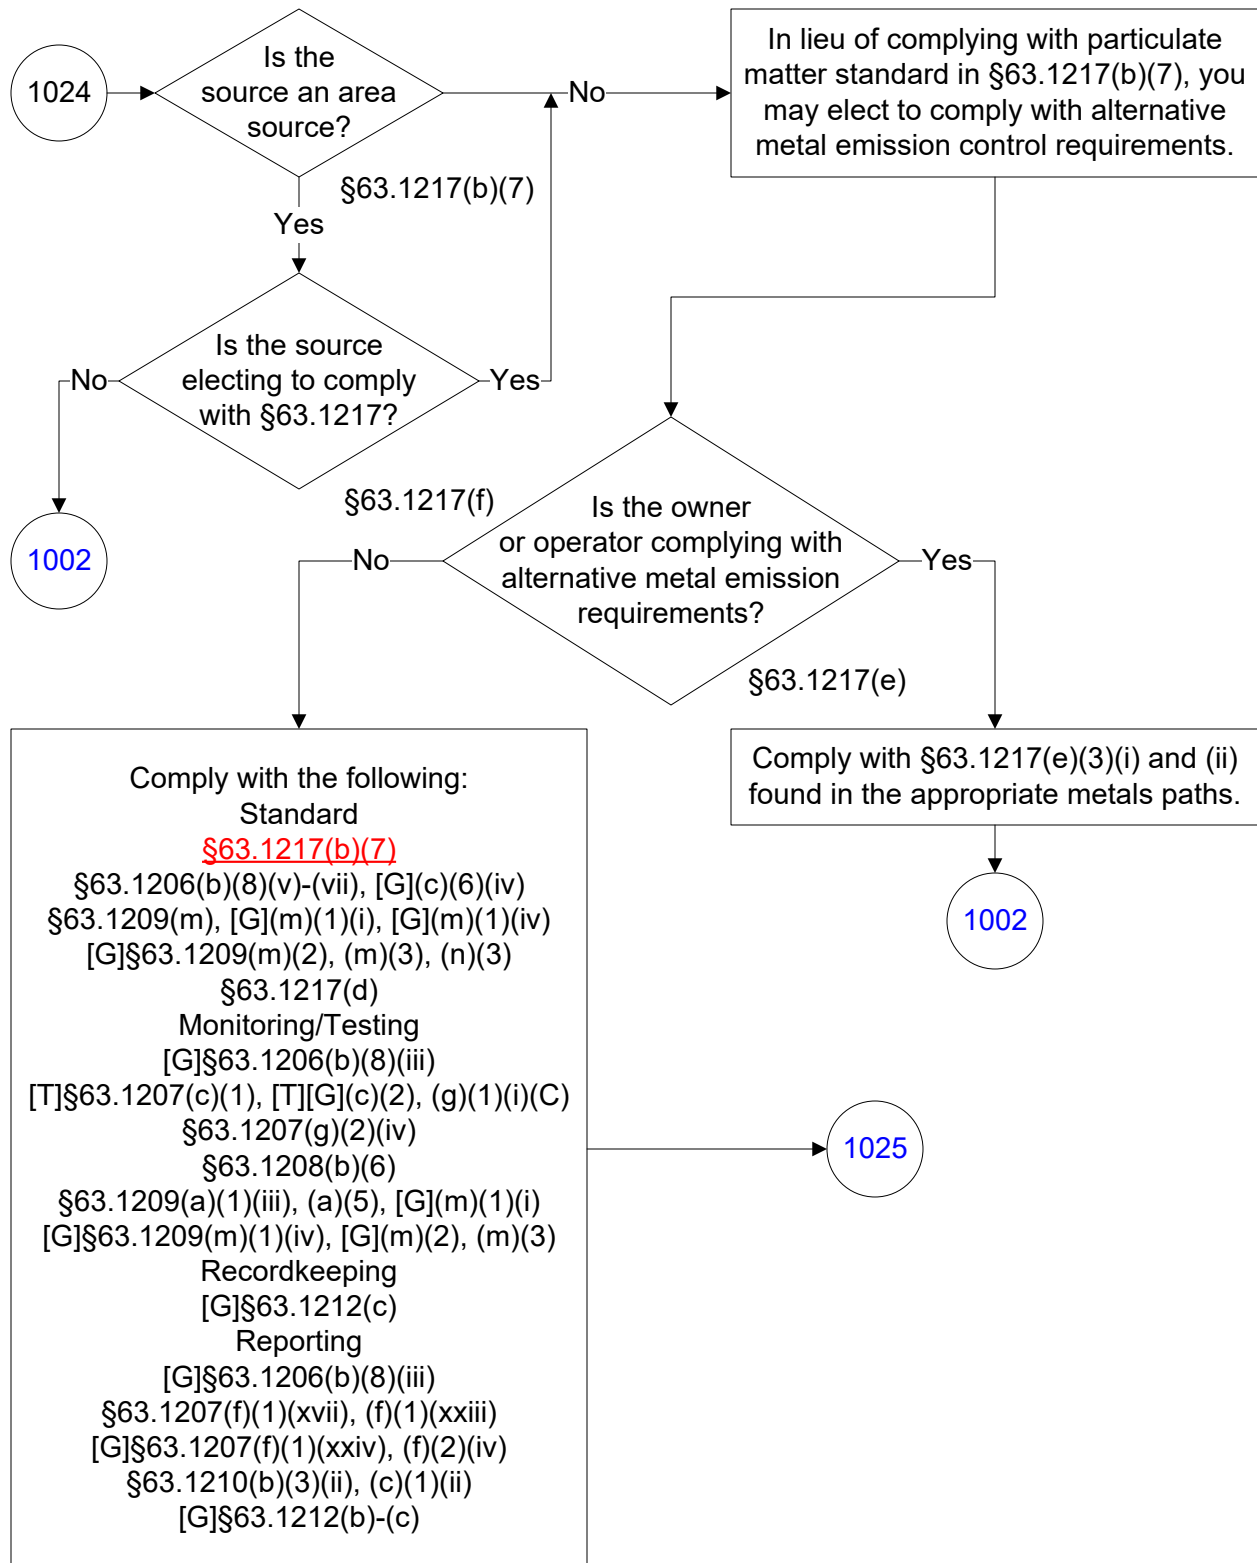 1024
Is the
source an area
source?
No
In lieu of complying with particulate
matter standard in §63.1217(b)(7), you
may elect to comply with alternative
metal emission control requirements.
§63.1217(b)(7)
Yes
Is the source
electing to comply
with §63.1217?
No
Yes
1002
§63.1217(f)
Is the owner
or operator complying with
alternative metal emission
requirements?
No
Yes
§63.1217(e)
Comply with the following:
Standard
§63.1217(b)(7)
§63.1206(b)(8)(v)-(vii), [G](c)(6)(iv)
§63.1209(m), [G](m)(1)(i), [G](m)(1)(iv)
[G]§63.1209(m)(2), (m)(3), (n)(3)
§63.1217(d)
Monitoring/Testing
[G]§63.1206(b)(8)(iii)
[T]§63.1207(c)(1), [T][G](c)(2), (g)(1)(i)(C)
§63.1207(g)(2)(iv)
§63.1208(b)(6)
§63.1209(a)(1)(iii), (a)(5), [G](m)(1)(i)
[G]§63.1209(m)(1)(iv), [G](m)(2), (m)(3)
Recordkeeping
[G]§63.1212(c)
Reporting
[G]§63.1206(b)(8)(iii)
§63.1207(f)(1)(xvii), (f)(1)(xxiii)
[G]§63.1207(f)(1)(xxiv), (f)(2)(iv)
§63.1210(b)(3)(ii), (c)(1)(ii)
[G]§63.1212(b)-(c)
Comply with §63.1217(e)(3)(i) and (ii)
found in the appropriate metals paths.
1002
1025